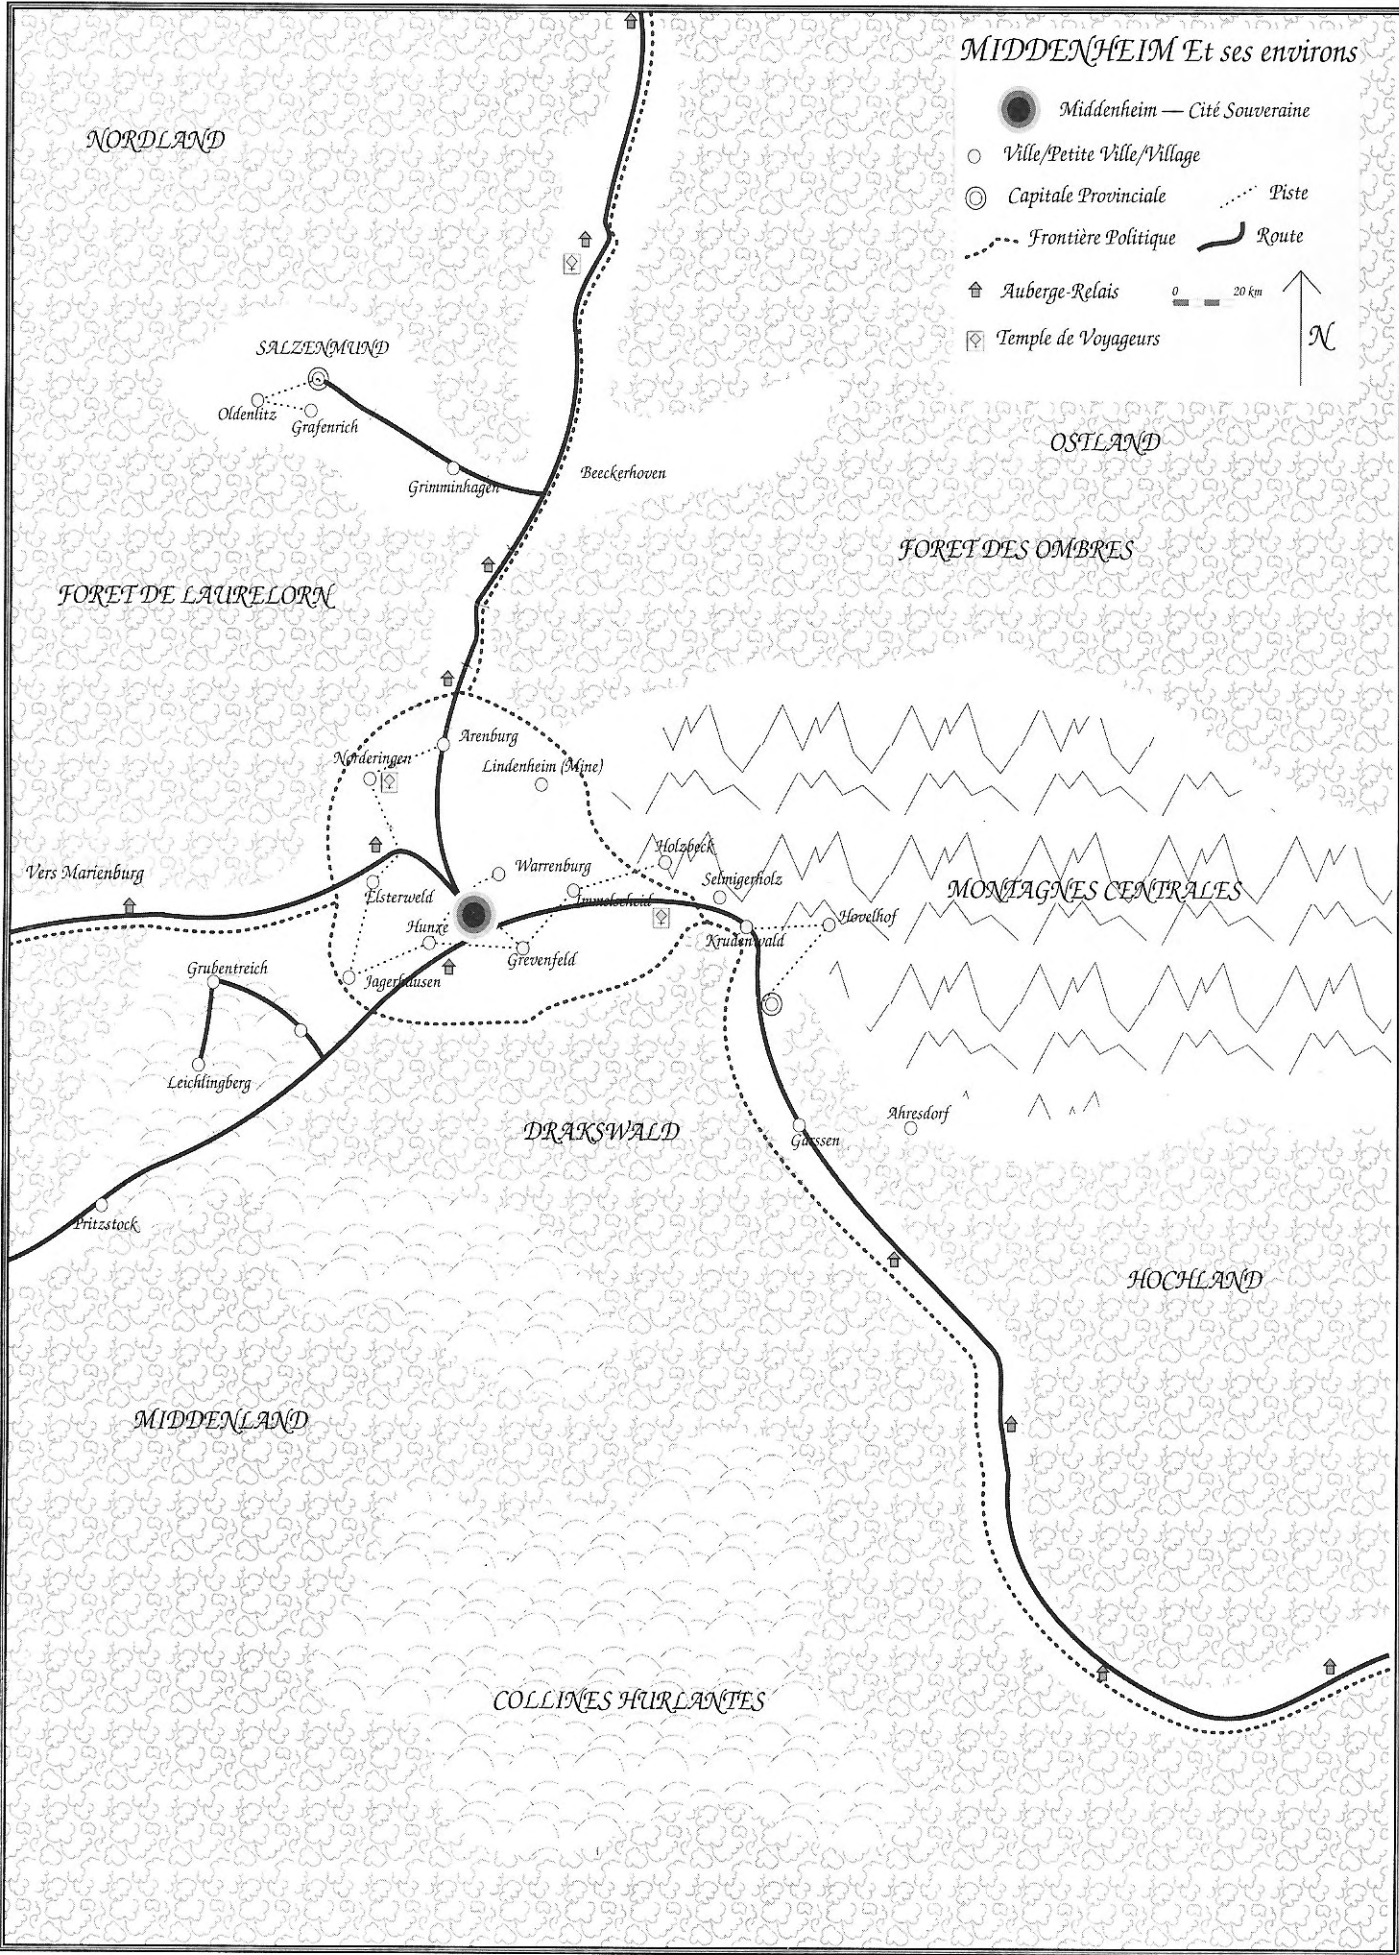 MIDDENHEIM Et ses environs
Middenheim — Cité Souveraine
Ville/Petite Ville/Village
Capitale Provinciale
Piste
Frontière Politique
Route
Auberge-Relais
0 20 km
Temple de Voyageurs
N
NORDLAND
SALZENMUND
Oldenlitz
Grafenrich
Grimminhagen
Beeckerhoven
OSTLAND
FORET DES OMBRES
FORET DE LAURELORN
Arenburg
Norderingen
Lindenheim (Mine)
Vers Marienburg
Warrenburg
Holzbeck
Selmigerholz
MONTAGNES CENTRALES
Elsterweld
Immelscheid
Hovelhof
Hunxe
Krudenwald
Grevenfeld
Grubentreich
Jagerhausen
Leichlingberg
Ahresdorf
DRAKSWALD
Garssen
Pritzstock
HOCHLAND
MIDDENLAND
COLLINES HURLANTES